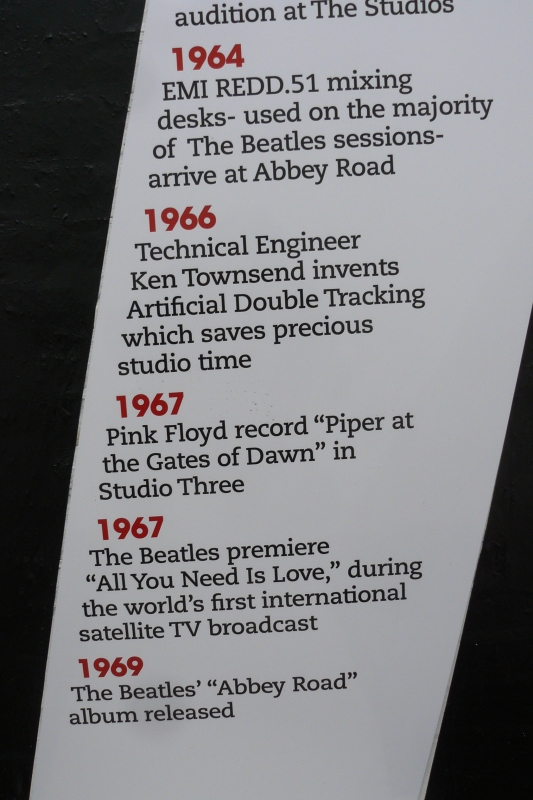 audition at The Studios
1964
EMI REDD.51 mixing
desks- used on the majority
of The Beatles sessions-
arrive at Abbey Road
1966
Technical Engineer
Ken Townsend invents
Artificial Double Tracking
which saves precious
studio time
1967
Pink Floyd record “Piper at
the Gates of Dawn” in
Studio Three
1967
The Beatles premiere
“All You Need Is Love,” during
the world’s first international
satellite TV broadcast
1969
The Beatles’ “Abbey Road”
album released